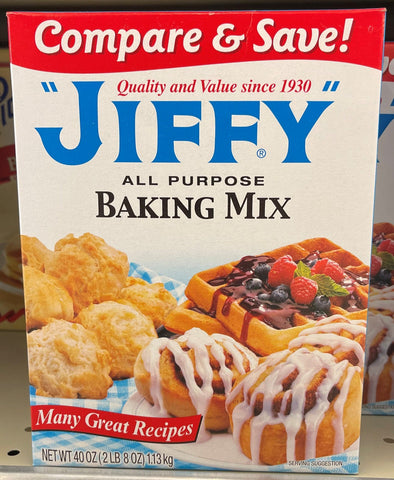 Compare & Save!
Quality and Value since 1930
"JIFFY"®
ALL PURPOSE
BAKING MIX
Many Great Recipes
NET WT 40 OZ (2 LB 8 OZ) 1.13 kg
SERVING SUGGESTION